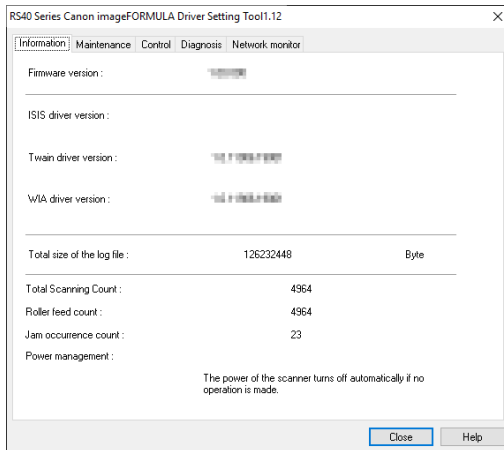 RS40 Series Canon imageFORMULA Driver Setting Tool1.12
Information Maintenance Control Diagnosis Network monitor
Firmware version :
ISIS driver version :
Twain driver version :
WIA driver version :
Total size of the log file : 126232448 Byte
Total Scanning Count : 4964
Roller feed count : 4964
Jam occurrence count : 23
Power management :
The power of the scanner turns off automatically if no
operation is made.
Close Help